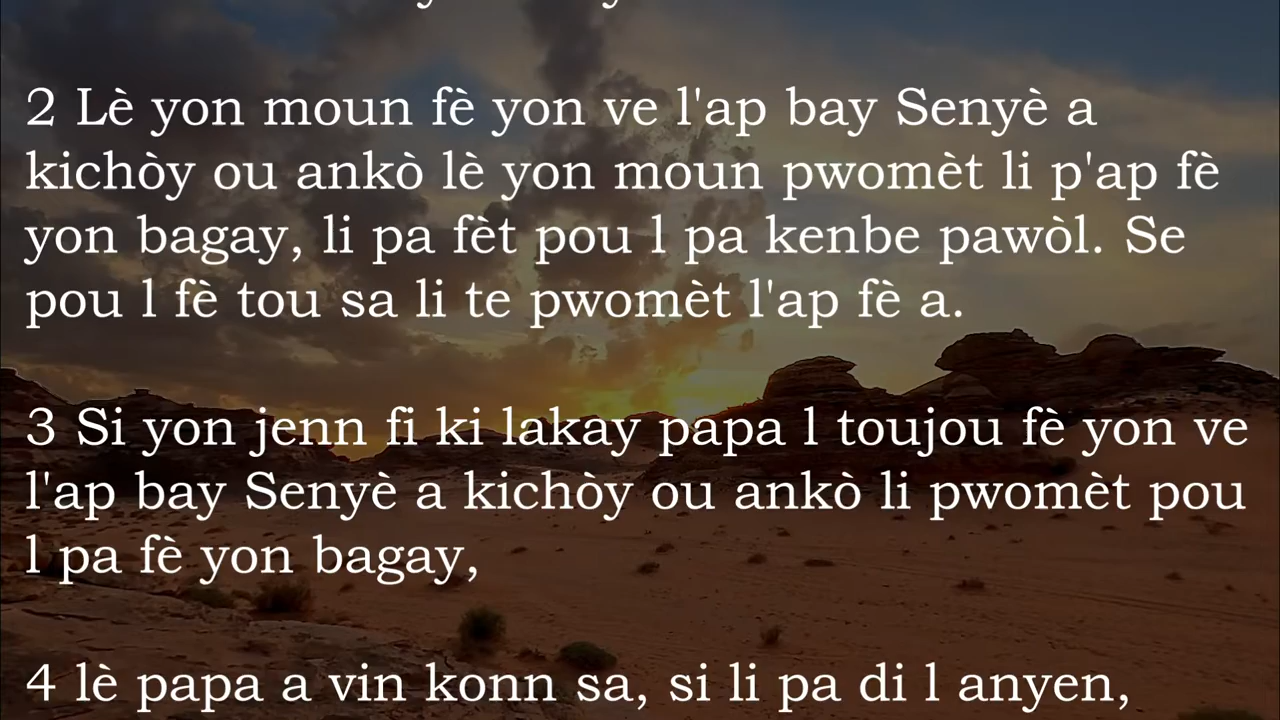 2 Lè yon moun fè yon ve l'ap bay Senyè a
kichòy ou ankò lè yon moun pwomèt li p'ap fè
yon bagay, li pa fèt pou l pa kenbe pawòl. Se
pou l fè tou sa li te pwomèt l'ap fè a.
3 Si yon jenn fi ki lakay papa l toujou fè yon ve
l'ap bay Senyè a kichòy ou ankò li pwomèt pou
l pa fè yon bagay,
4 lè papa a vin konn sa, si li pa di l anyen,